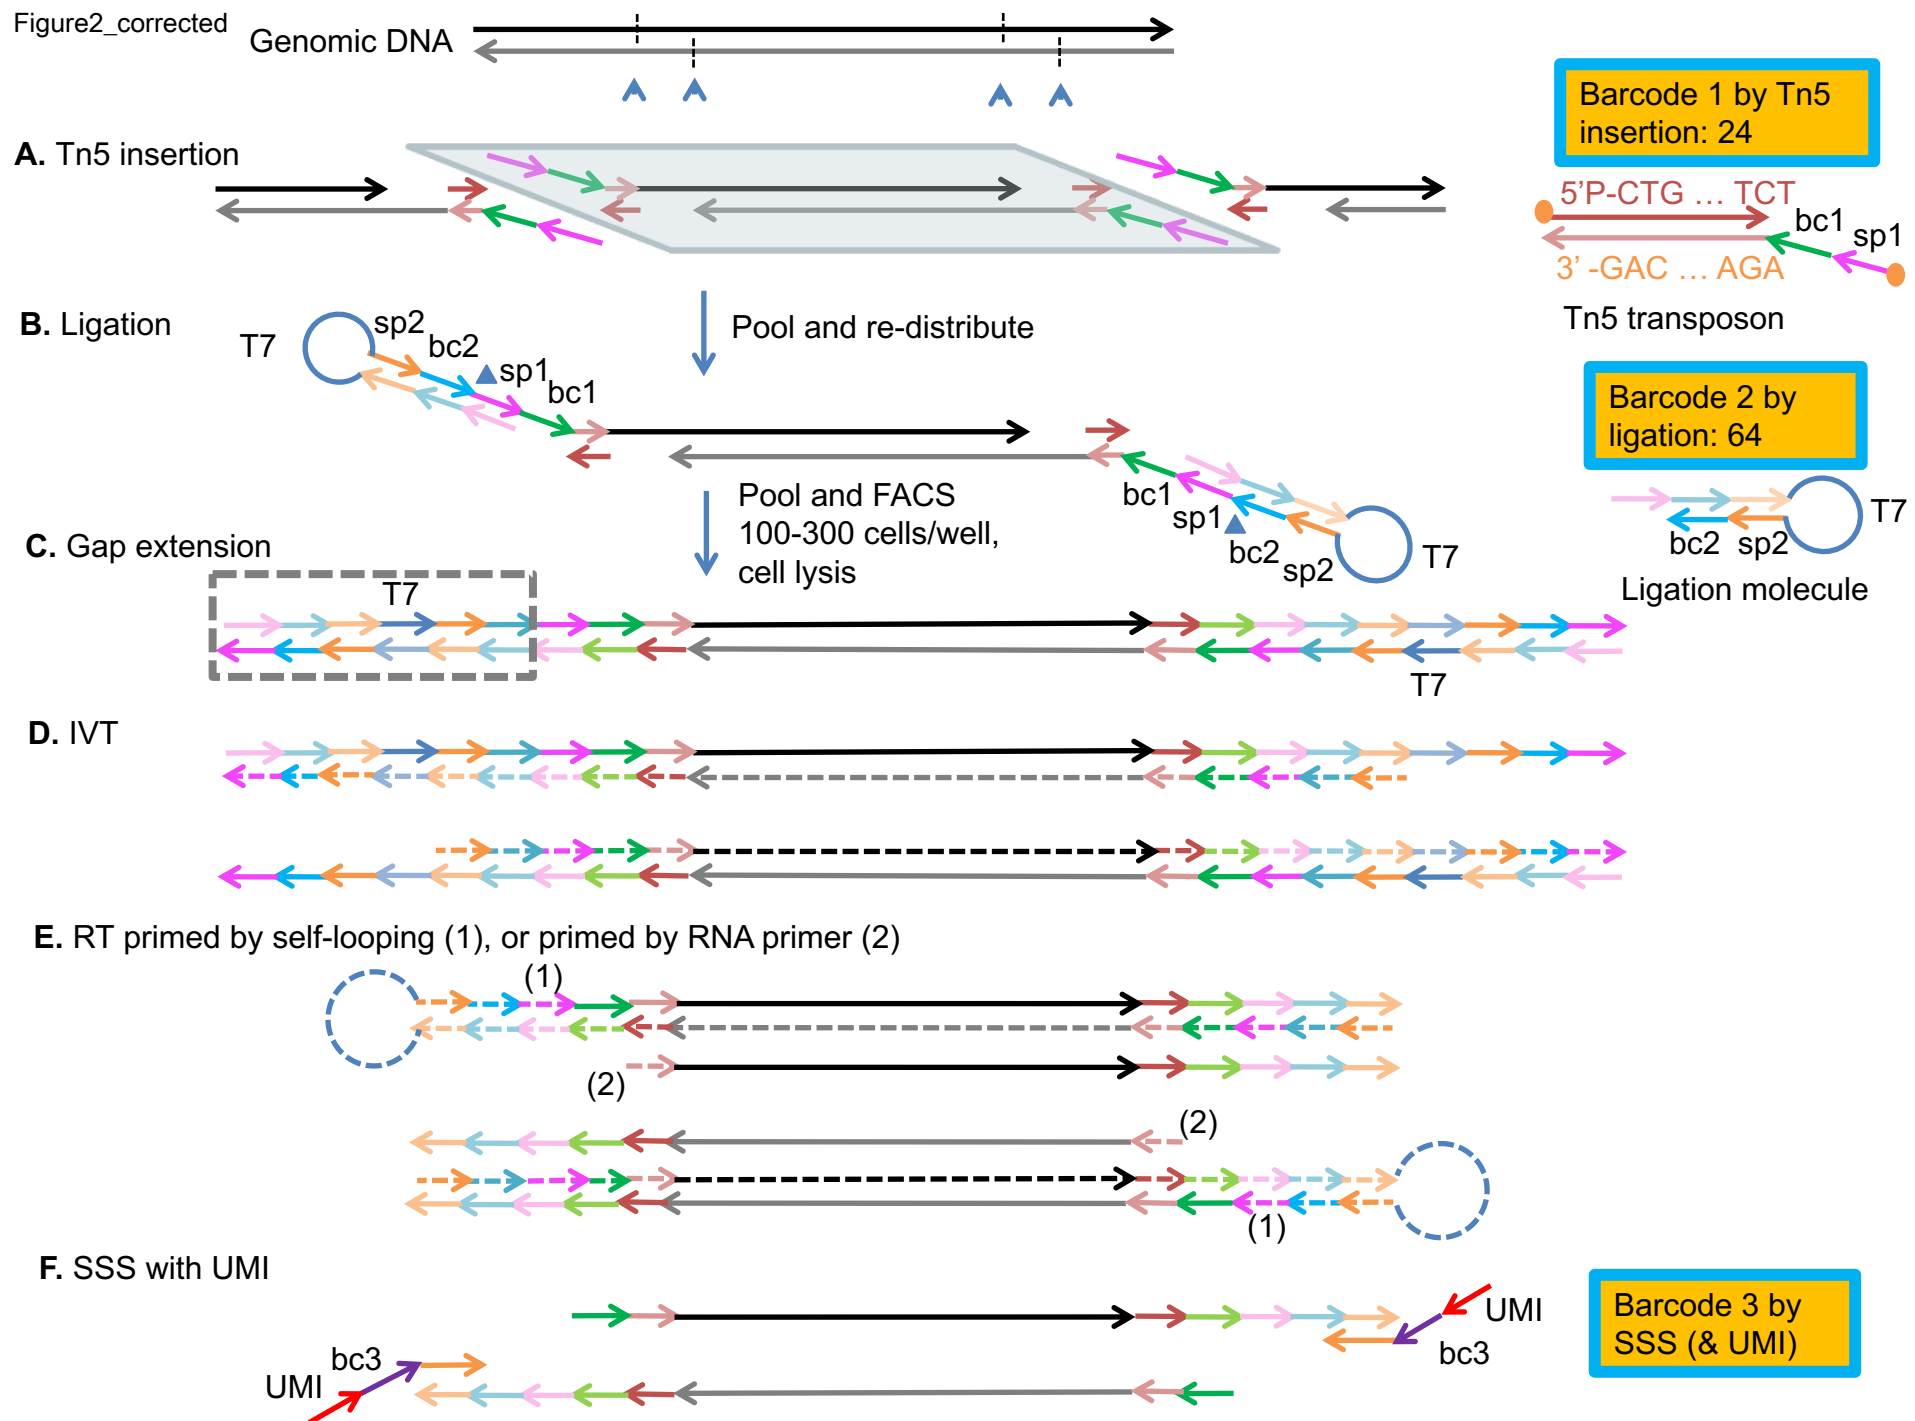 Figure2_corrected
Genomic DNA
Barcode 1 by Tn5
insertion: 24
A. Tn5 insertion
5'P-CTG … TCT
bc1
sp1
3' -GAC … AGA
Tn5 transposon
B. Ligation
T7
sp2
bc2
sp1
bc1
Pool and re-distribute
Barcode 2 by
ligation: 64
bc1
sp1
bc2
sp2
T7
Pool and FACS
100-300 cells/well,
cell lysis
T7
bc2
sp2
Ligation molecule
C. Gap extension
T7
T7
D. IVT
E. RT primed by self-looping (1), or primed by RNA primer (2)
(1)
(2)
(2)
(1)
F. SSS with UMI
UMI
bc3
Barcode 3 by
SSS (& UMI)
bc3
UMI